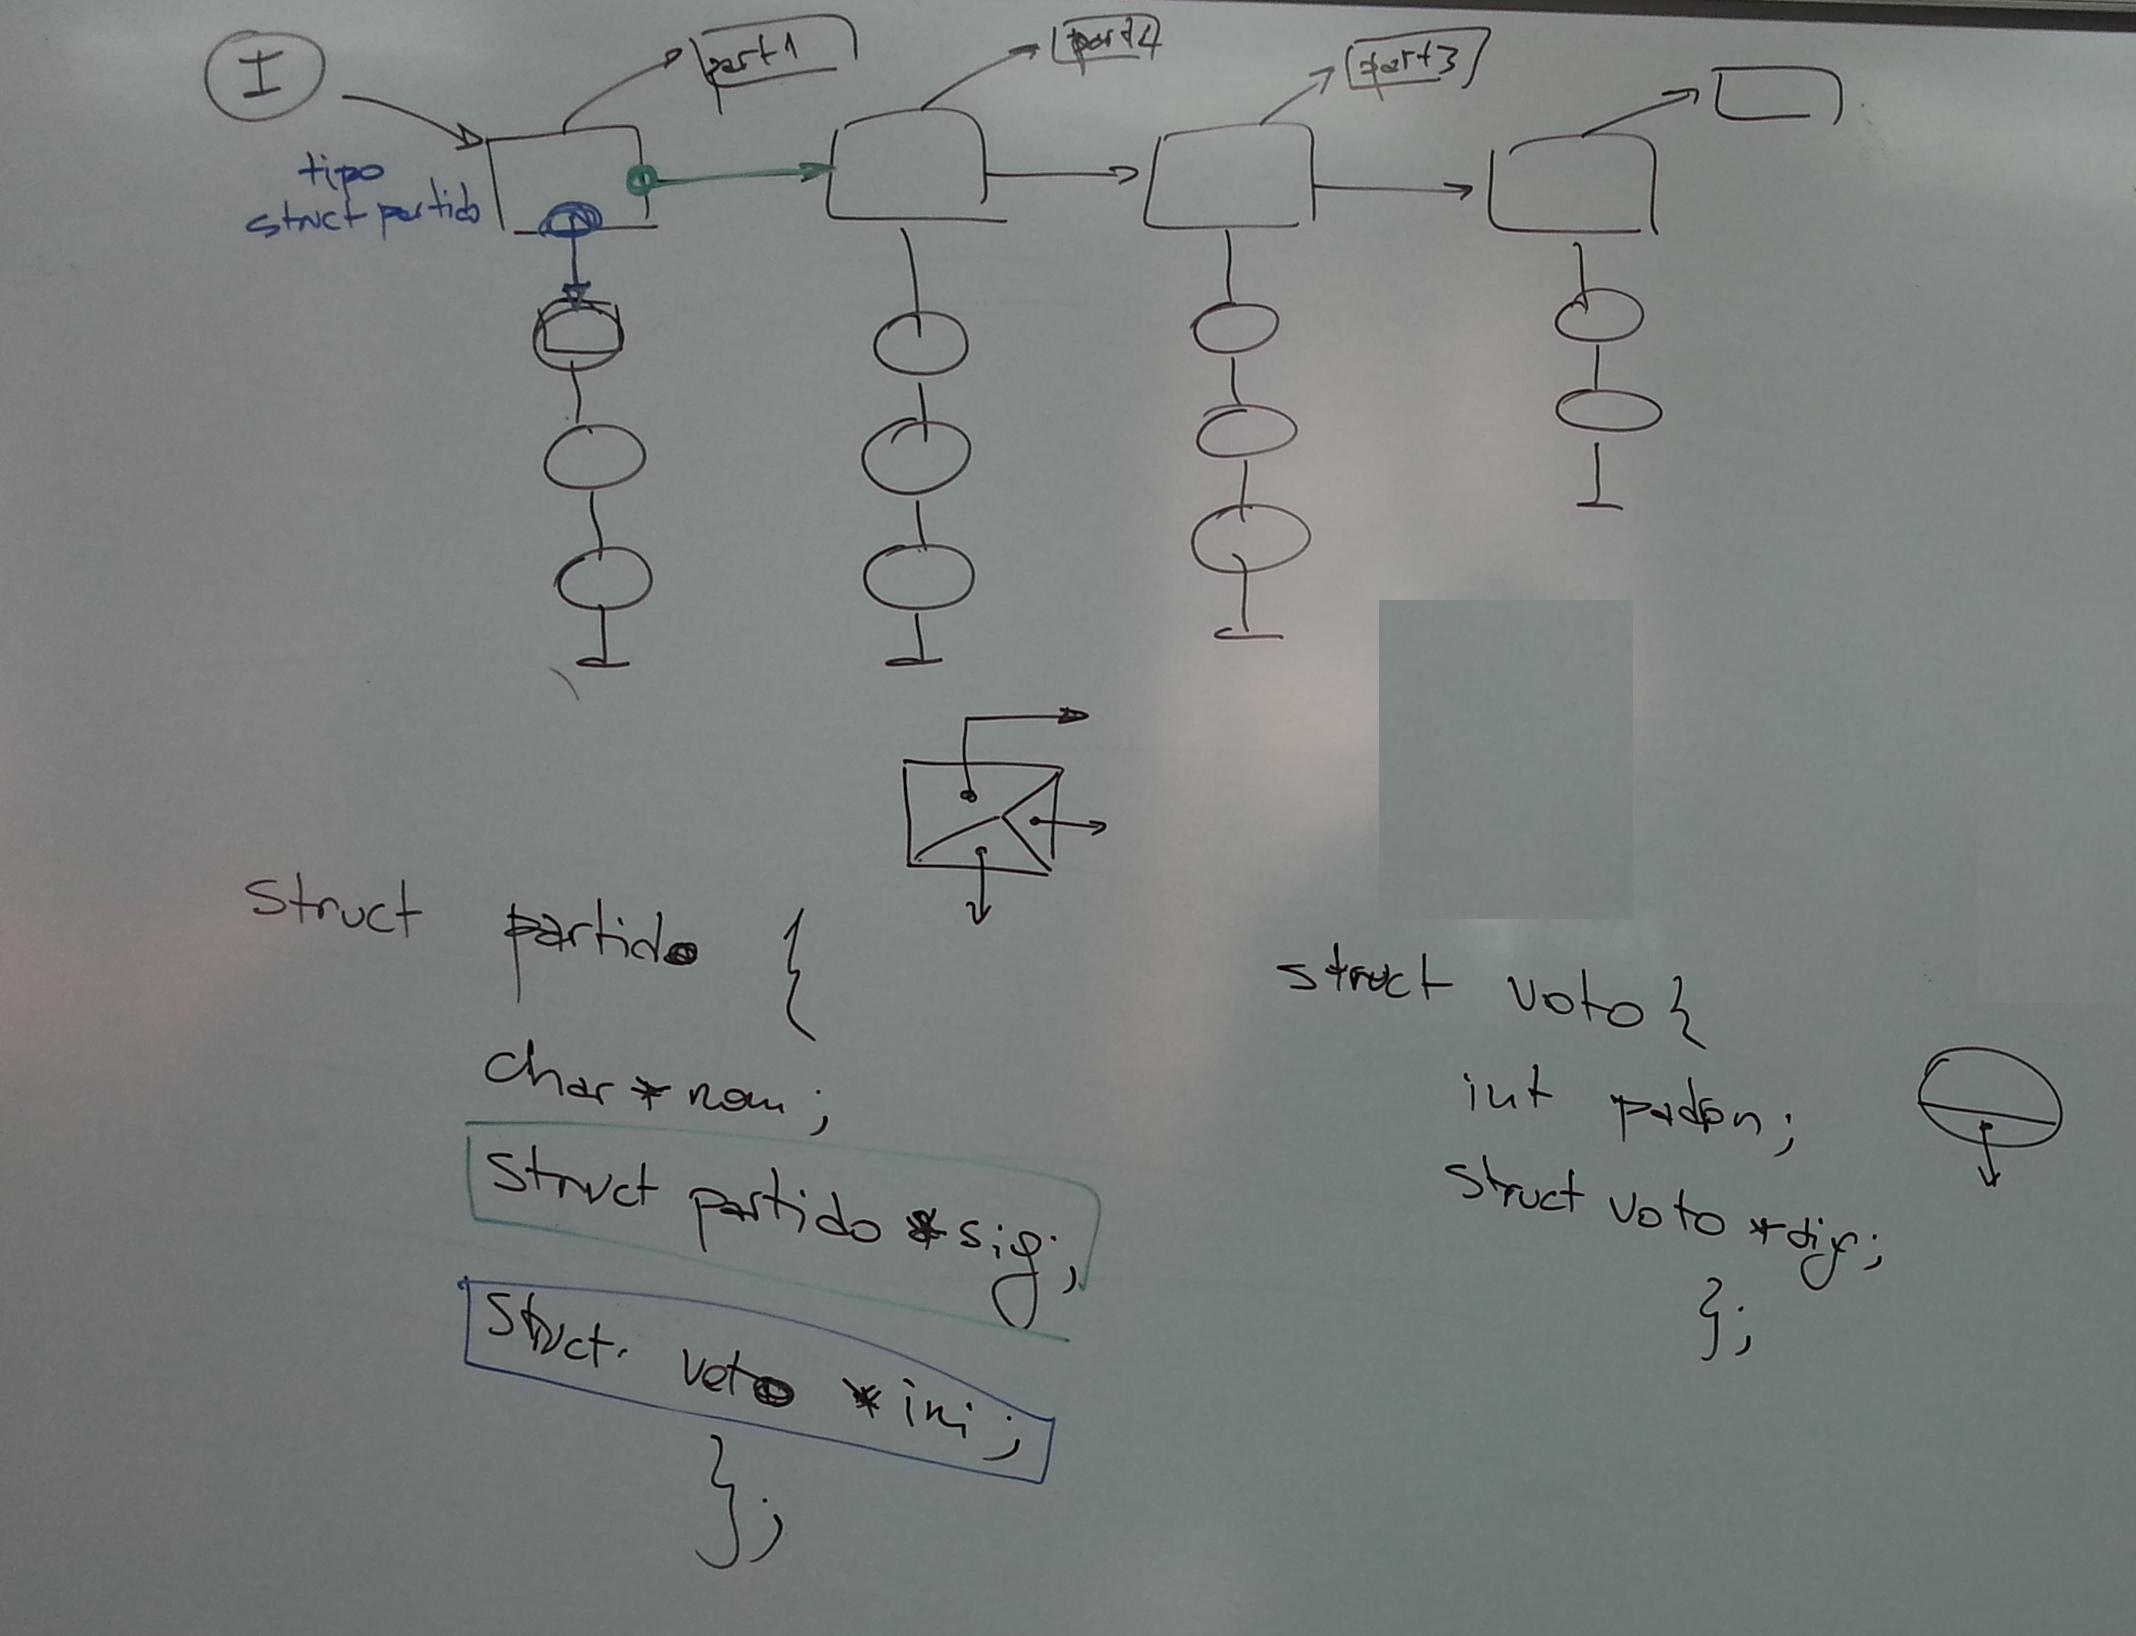 I
part1
part4
part3
tipo
struct partido
struct partido {
char * nom;
struct partido * sig;
struct voto * ini;
};
struct voto {
int padon;
struct voto * sig;
};